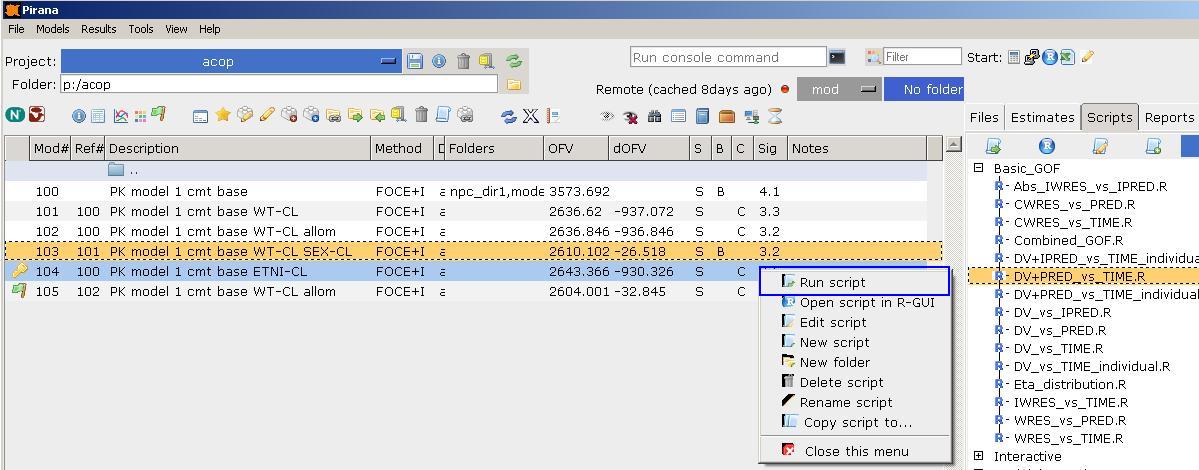 Pirana
File Models Results Tools View Help
Project: acop
Run console command
Filter
Start:
Folder: p:/acop
Remote (cached 8days ago) mod No folder
Files Estimates Scripts Reports
Mod# Ref# Description Method Folders OFV dOFV S B C Sig Notes
..
100 PK model 1 cmt base FOCE+I a npc_dir1,mode 3573.692 S B 4.1
101 100 PK model 1 cmt base WT-CL FOCE+I a 2636.62 -937.072 S C 3.3
102 100 PK model 1 cmt base WT-CL allom FOCE+I a 2636.846 -936.846 S C 3.2
103 101 PK model 1 cmt base WT-CL SEX-CL FOCE+I a 2610.102 -26.518 S B 3.2
104 100 PK model 1 cmt base ETNI-CL FOCE+I a 2643.366 -930.326 S C
105 102 PK model 1 cmt base WT-CL allom FOCE+I a 2604.001 -32.845 S C
Run script
Open script in R-GUI
Edit script
New script
New folder
Delete script
Rename script
Copy script to...
Close this menu
Basic_GOF
Abs_IWRES_vs_IPRED.R
CWRES_vs_PRED.R
CWRES_vs_TIME.R
Combined_GOF.R
DV+IPRED_vs_TIME_individua
DV+PRED_vs_TIME.R
DV+PRED_vs_TIME_individual
DV_vs_IPRED.R
DV_vs_PRED.R
DV_vs_TIME.R
DV_vs_TIME_individual.R
Eta_distribution.R
IWRES_vs_TIME.R
WRES_vs_PRED.R
WRES_vs_TIME.R
Interactive